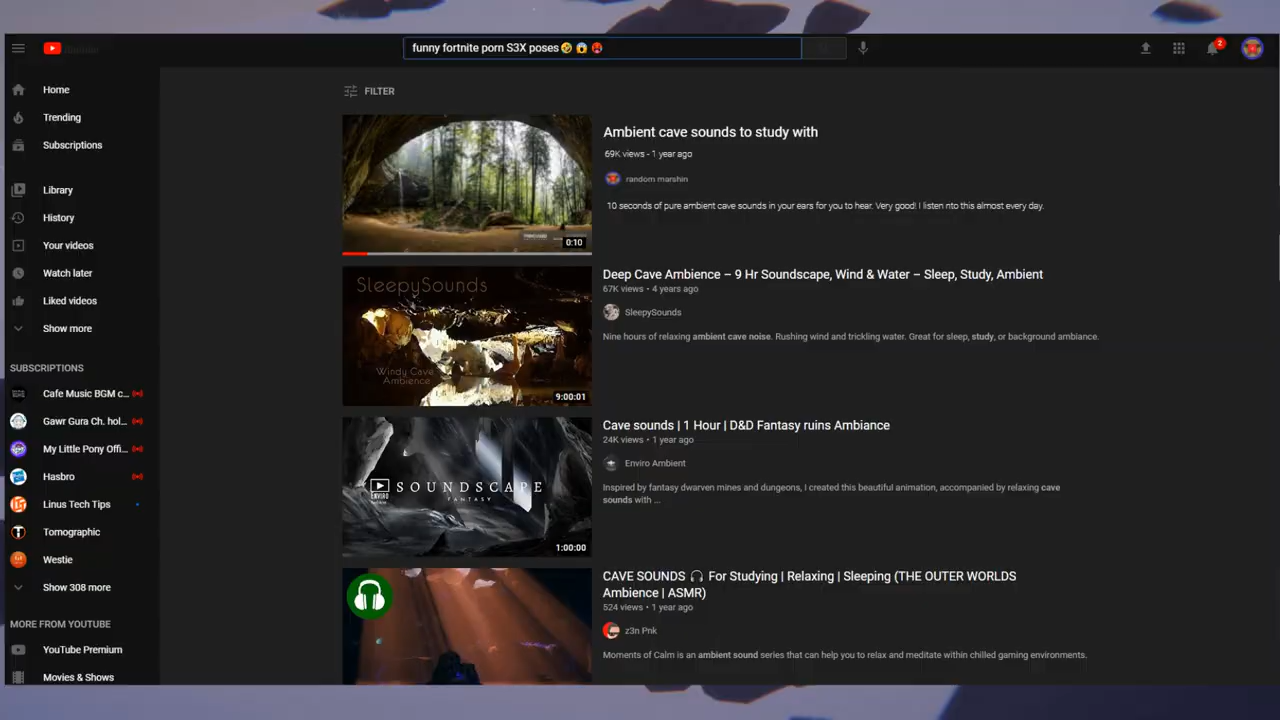 funny fortnite porn S3X poses🤣😱🥵
2
Home
Trending
Subscriptions
Library
History
Your videos
Watch later
Liked videos
Show more
SUBSCRIPTIONS
Cafe Music BGM c...
Gawr Gura Ch. hol...
My Little Pony Offi...
Hasbro
Linus Tech Tips
Tomographic
Westie
Show 308 more
MORE FROM YOUTUBE
YouTube Premium
Movies & Shows
FILTER
0:10
Ambient cave sounds to study with
69K views - 1 year ago
random marshin
10 seconds of pure ambient cave sounds in your ears for you to hear. Very good! I listen nto this almost every day.
SleepySounds
Windy Cave
Ambience
9:00:01
Deep Cave Ambience – 9 Hr Soundscape, Wind & Water – Sleep, Study, Ambient
67K views • 4 years ago
SleepySounds
Nine hours of relaxing ambient cave noise. Rushing wind and trickling water. Great for sleep, study, or background ambiance.
ENVIRO
SOUNDSCAPE
FANTASY
1:00:00
Cave sounds | 1 Hour | D&D Fantasy ruins Ambiance
24K views • 1 year ago
Enviro Ambient
Inspired by fantasy dwarven mines and dungeons, I created this beautiful animation, accompanied by relaxing cave
sounds with ...
CAVE SOUNDS 🎧 For Studying | Relaxing | Sleeping (THE OUTER WORLDS
Ambience | ASMR)
524 views • 1 year ago
z3n Pnk
Moments of Calm is an ambient sound series that can help you to relax and meditate within chilled gaming environments.